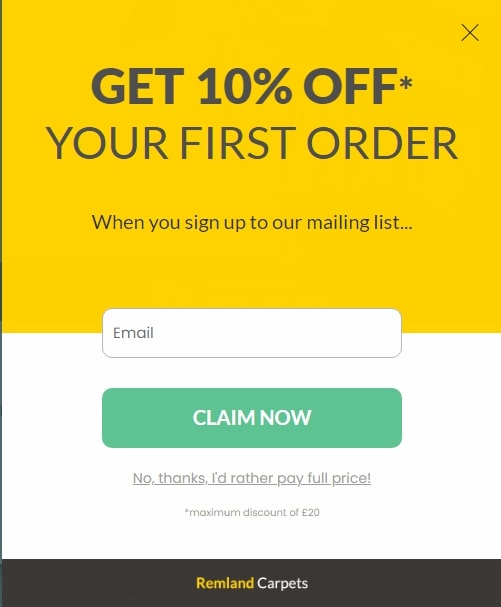 GET 10% OFF*
YOUR FIRST ORDER
When you sign up to our mailing list...
Email
CLAIM NOW
No, thanks, I'd rather pay full price!
*maximum discount of £20
Remland Carpets